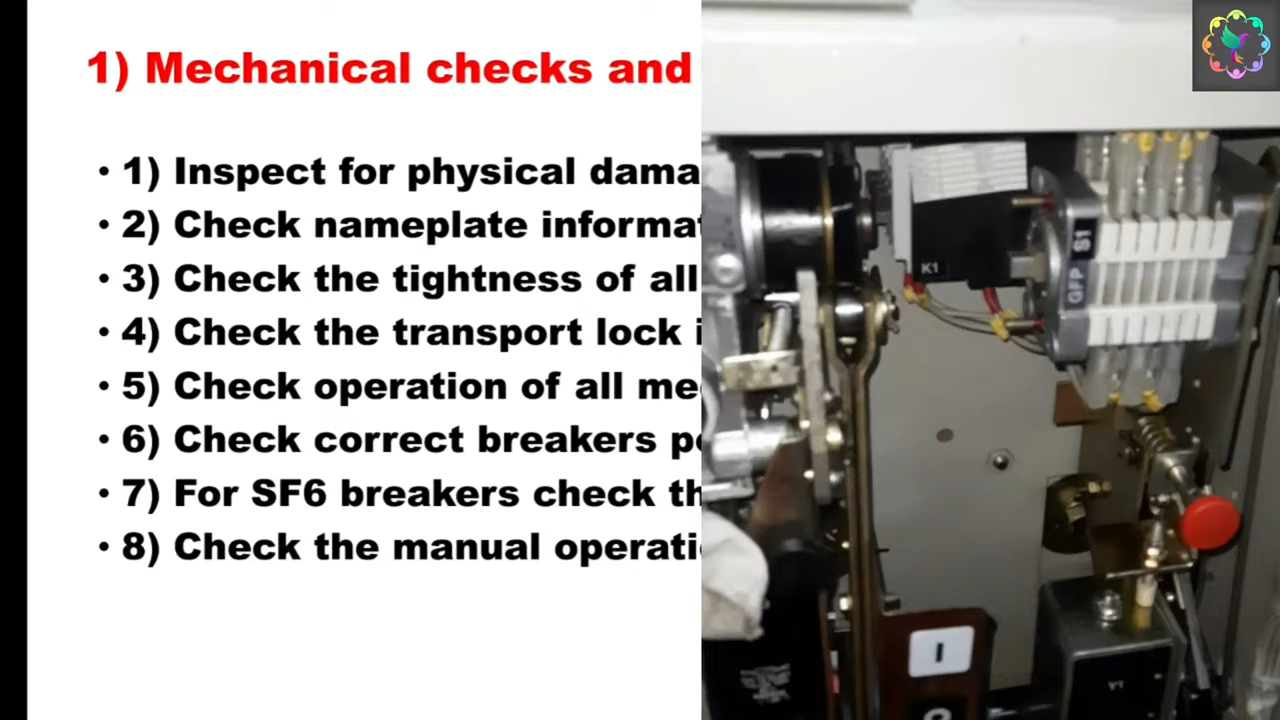 1) Mechanical checks and
• 1) Inspect for physical dama
• 2) Check nameplate informat
• 3) Check the tightness of all
• 4) Check the transport lock i
• 5) Check operation of all me
• 6) Check correct breakers po
• 7) For SF6 breakers check th
• 8) Check the manual operati
K1
GFP S1
I
O
Y1